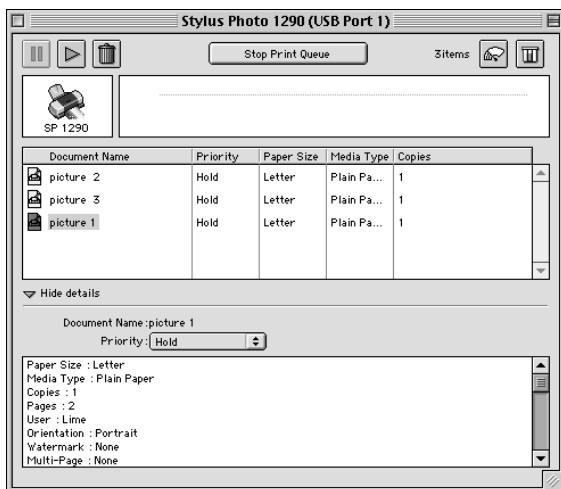 Stylus Photo 1290 (USB Port 1)
Stop Print Queue
3items
SP 1290
Document Name Priority Paper Size Media Type Copies
picture 2 Hold Letter Plain Pa... 1
picture 3 Hold Letter Plain Pa... 1
picture 1 Hold Letter Plain Pa... 1
Hide details
Document Name :picture 1
Priority: Hold
Paper Size : Letter
Media Type : Plain Paper
Copies : 1
Pages : 2
User : Lime
Orientation : Portrait
Watermark : None
Multi-Page : None